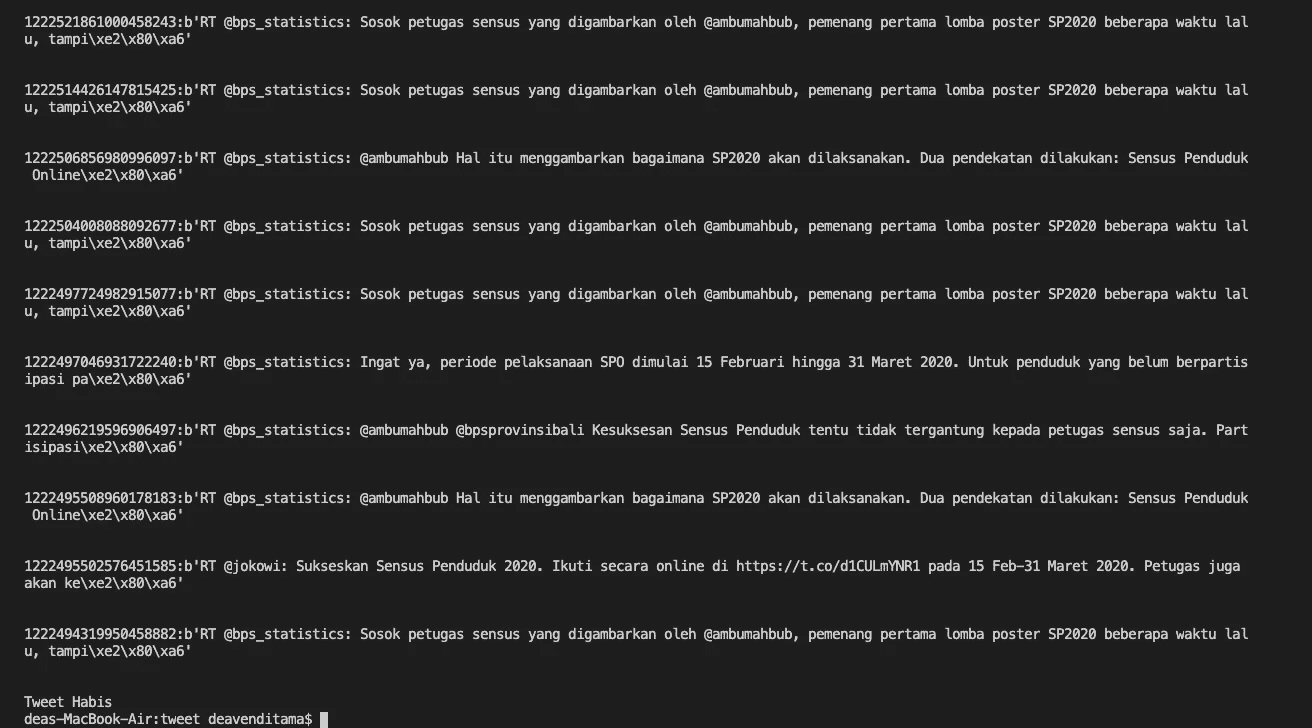 1222521861000458243:b'RT @bps_statistics: Sosok petugas sensus yang digambarkan oleh @ambumahbub, pemenang pertama lomba poster SP2020 beberapa waktu lal
u, tampi\xe2\x80\xa6'
1222514426147815425:b'RT @bps_statistics: Sosok petugas sensus yang digambarkan oleh @ambumahbub, pemenang pertama lomba poster SP2020 beberapa waktu lal
u, tampi\xe2\x80\xa6'
1222506856980996097:b'RT @bps_statistics: @ambumahbub Hal itu menggambarkan bagaimana SP2020 akan dilaksanakan. Dua pendekatan dilakukan: Sensus Penduduk
 Online\xe2\x80\xa6'
1222504008088092677:b'RT @bps_statistics: Sosok petugas sensus yang digambarkan oleh @ambumahbub, pemenang pertama lomba poster SP2020 beberapa waktu lal
u, tampi\xe2\x80\xa6'
1222497724982915077:b'RT @bps_statistics: Sosok petugas sensus yang digambarkan oleh @ambumahbub, pemenang pertama lomba poster SP2020 beberapa waktu lal
u, tampi\xe2\x80\xa6'
1222497046931722240:b'RT @bps_statistics: Ingat ya, periode pelaksanaan SPO dimulai 15 Februari hingga 31 Maret 2020. Untuk penduduk yang belum berpartis
ipasi pa\xe2\x80\xa6'
1222496219596906497:b'RT @bps_statistics: @ambumahbub @bpsprovinsibali Kesuksesan Sensus Penduduk tentu tidak tergantung kepada petugas sensus saja. Part
isipasi\xe2\x80\xa6'
1222495508960178183:b'RT @bps_statistics: @ambumahbub Hal itu menggambarkan bagaimana SP2020 akan dilaksanakan. Dua pendekatan dilakukan: Sensus Penduduk
 Online\xe2\x80\xa6'
1222495502576451585:b'RT @jokowi: Sukseskan Sensus Penduduk 2020. Ikuti secara online di https://t.co/d1CULmYNR1 pada 15 Feb-31 Maret 2020. Petugas juga
akan ke\xe2\x80\xa6'
1222494319950458882:b'RT @bps_statistics: Sosok petugas sensus yang digambarkan oleh @ambumahbub, pemenang pertama lomba poster SP2020 beberapa waktu lal
u, tampi\xe2\x80\xa6'
Tweet Habis
deas-MacBook-Air:tweet deavenditama$